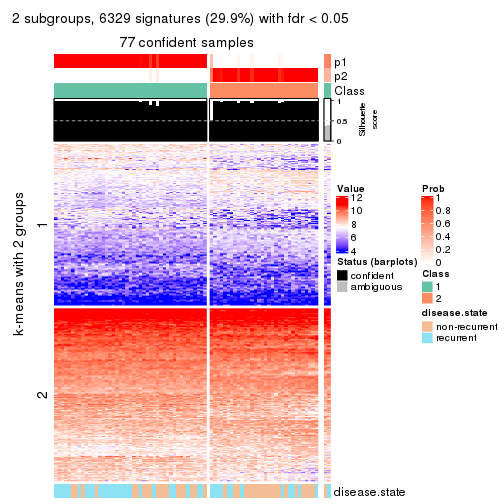 2 subgroups, 6329 signatures (29.9%) with fdr < 0.05
77 confident samples
p1
p2
Class
1
0.5
0
Silhouette
score
k-means with 2 groups
1
2
disease.state
Value
12
10
8
6
4
Status (barplots)
confident
ambiguous
Prob
1
0.8
0.6
0.4
0.2
0
Class
1
2
disease.state
non-recurrent
recurrent